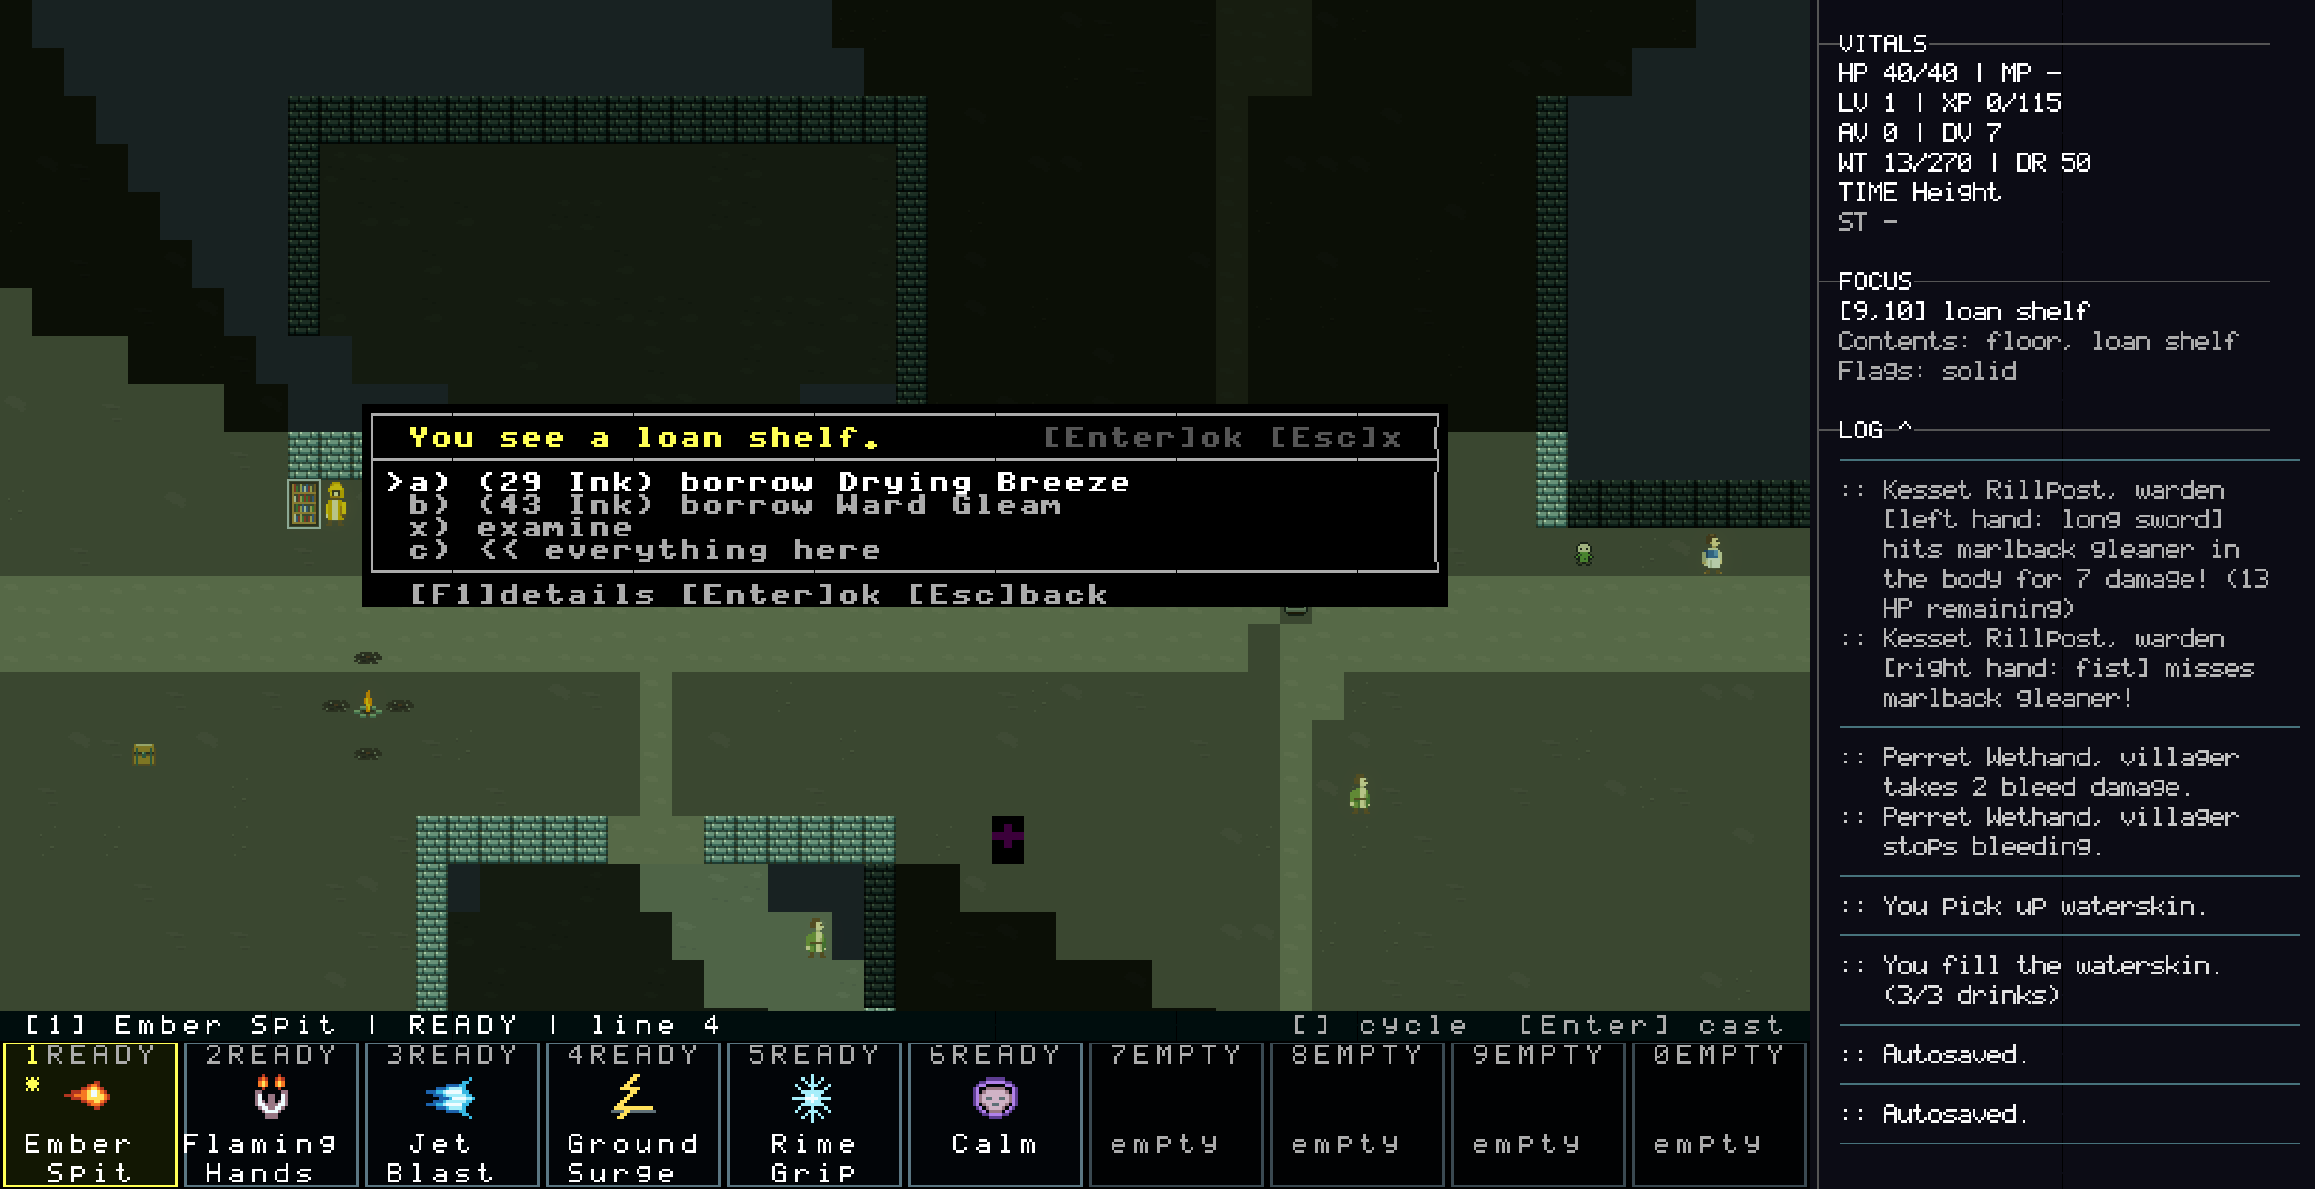 You see a loan shelf. [Enter]ok [Esc]x
>a) (29 Ink) borrow Drying Breeze
b) (43 Ink) borrow Ward Gleam
x) examine
c) << everything here
[F1]details [Enter]ok [Esc]back
[1] Ember Spit | READY | line 4
[] cycle [Enter] cast
1READY
*
Ember
Spit
2READY
Flaming
Hands
3READY
Jet
Blast
4READY
Ground
Surge
5READY
Rime
Grip
6READY
Calm
7EMPTY
empty
8EMPTY
empty
9EMPTY
empty
0EMPTY
empty
VITALS
HP 40/40 | MP -
LV 1 | XP 0/115
AV 0 | DV 7
WT 13/270 | DR 50
TIME Height
ST -
FOCUS
[9,10] loan shelf
Contents: floor, loan shelf
Flags: solid
LOG ^
:: Kesset RillPost, warden
[left hand: long sword]
hits marlback gleaner in
the body for 7 damage! (13
HP remaining)
:: Kesset RillPost, warden
[right hand: fist] misses
marlback gleaner!
:: Perret Wethand, villager
takes 2 bleed damage.
:: Perret Wethand, villager
stops bleeding.
:: You pick up waterskin.
:: You fill the waterskin.
(3/3 drinks)
:: Autosaved.
:: Autosaved.